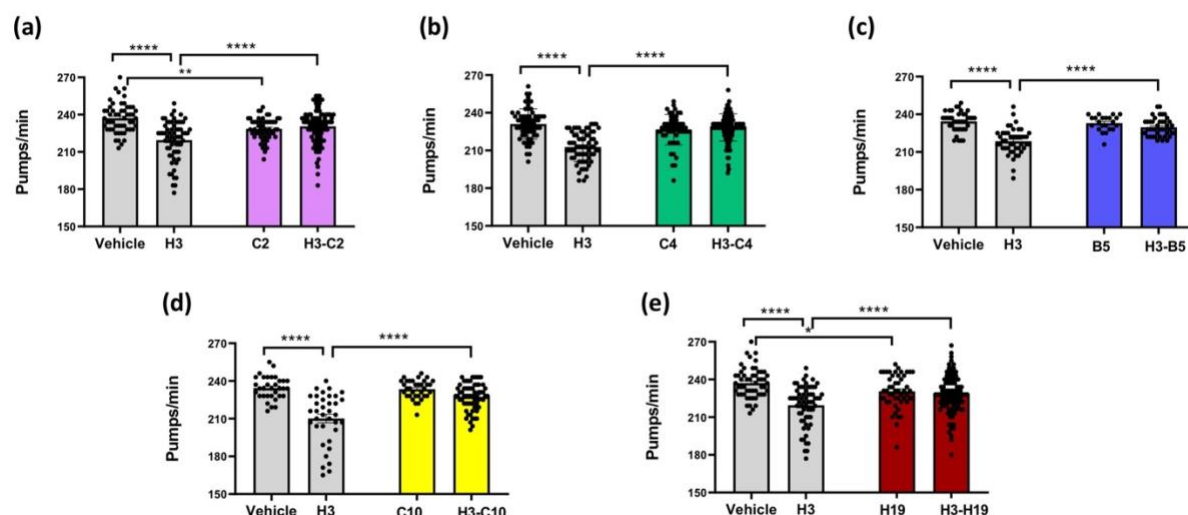 (a)
****
****
**
Pumps/min
270
240
210
180
150
Vehicle H3 C2 H3-C2
(b)
****
****
Pumps/min
270
240
210
180
150
Vehicle H3 C4 H3-C4
(c)
****
****
Pumps/min
270
240
210
180
150
Vehicle H3 B5 H3-B5
(d)
****
****
Pumps/min
270
240
210
180
150
Vehicle H3 C10 H3-C10
(e)
****
****
*
Pumps/min
270
240
210
180
150
Vehicle H3 H19 H3-H19